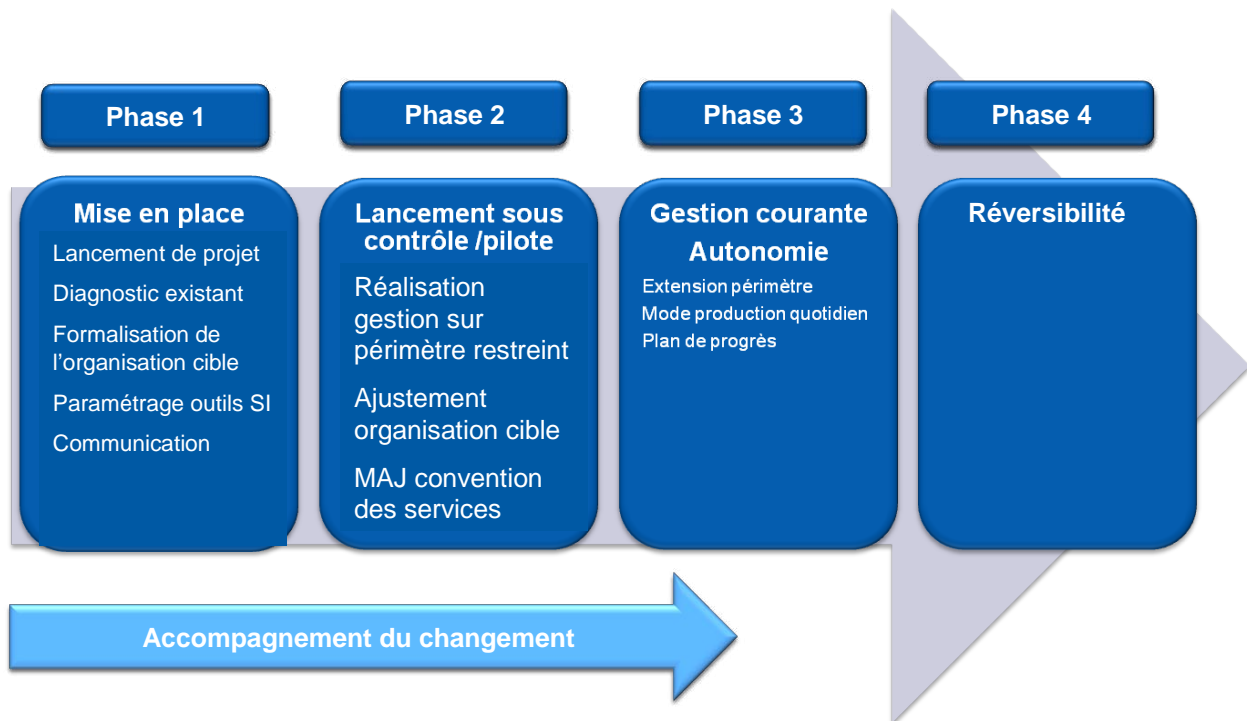 Phase 1
Phase 2
Phase 3
Phase 4
Mise en place
Lancement de projet
Diagnostic existant
Formalisation de
l’organisation cible
Paramétrage outils SI
Communication
Lancement sous
contrôle /pilote
Réalisation
gestion sur
périmètre restreint
Ajustement
organisation cible
MAJ convention
des services
Gestion courante
Autonomie
Extension périmètre
Mode production quotidien
Plan de progrès
Réversibilité
Accompagnement du changement